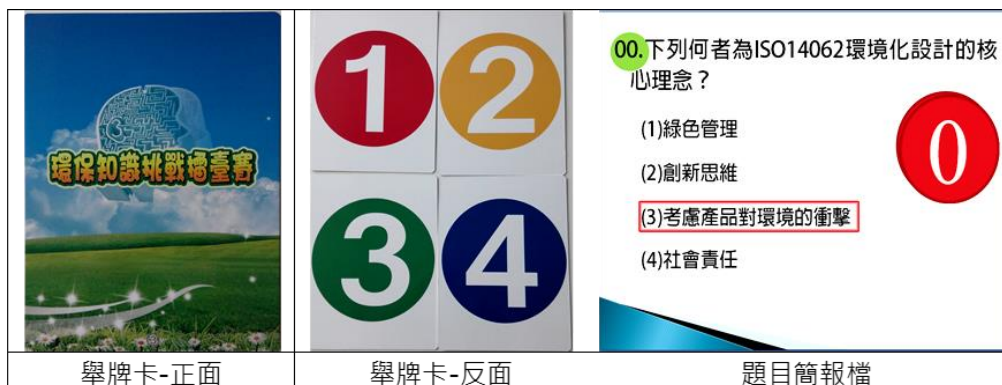 環保知識挑戰擂臺賽
1
2
3
4
00.下列何者為ISO14062環境化設計的核
心理念？
(1)綠色管理
(2)創新思維
(3)考慮產品對環境的衝擊
(4)社會責任
0
舉牌卡-正面
舉牌卡-反面
題目簡報檔